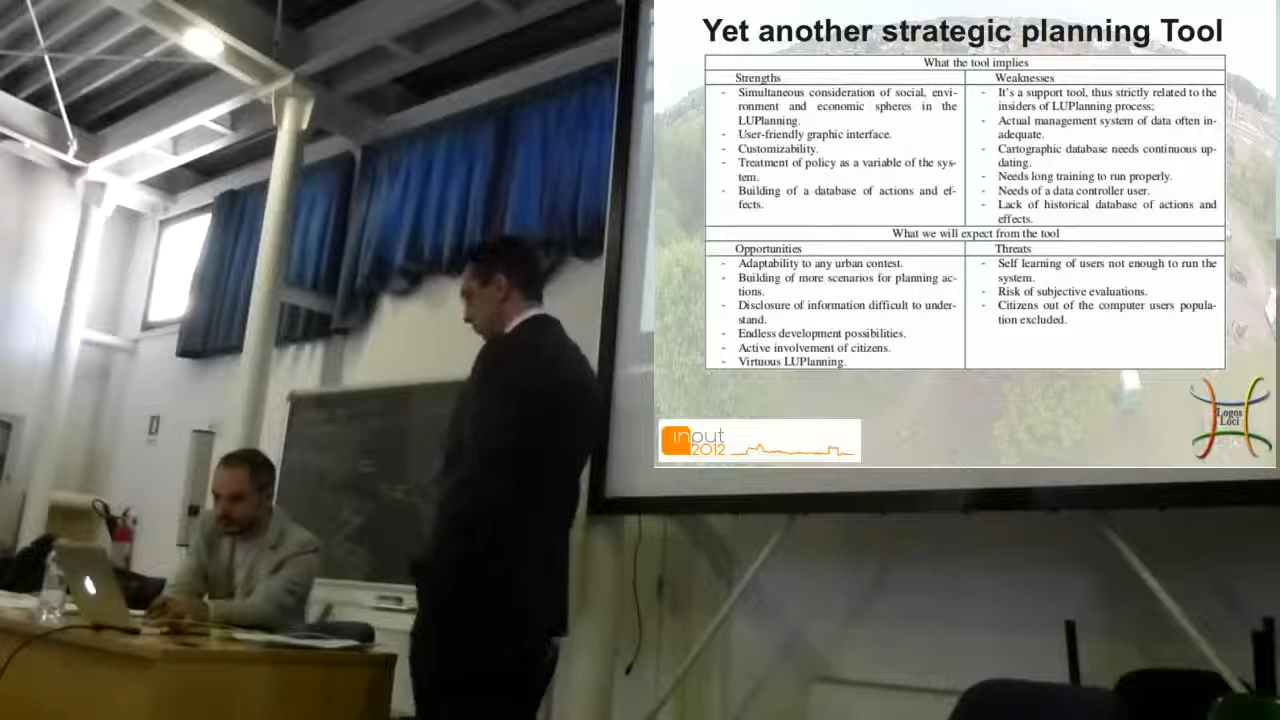 Yet another strategic planning Tool
What the tool implies
Strengths
- Simultaneous consideration of social, envi-
ronment and economic spheres in the
LUPlanning.
- User-friendly graphic interface.
- Customizability.
- Treatment of policy as a variable of the sys-
tem.
- Building of a database of actions and ef-
fects.
Weaknesses
- It's a support tool, thus strictly related to the
insiders of LUPlanning process;
- Actual management system of data often in-
adequate.
- Cartographic database needs continuous up-
dating.
- Needs long training to run properly.
- Needs of a data controller user.
- Lack of historical database of actions and
effects.
What we will expect from the tool
Opportunities
- Adaptability to any urban contest.
- Building of more scenarios for planning ac-
tions.
- Disclosure of information difficult to under-
stand.
- Endless development possibilities.
- Active involvement of citizens.
- Virtuous LUPlanning.
Threats
- Self learning of users not enough to run the
system.
- Risk of subjective evaluations.
- Citizens out of the computer users popula-
tion excluded.
input
2012
Logos
Loci